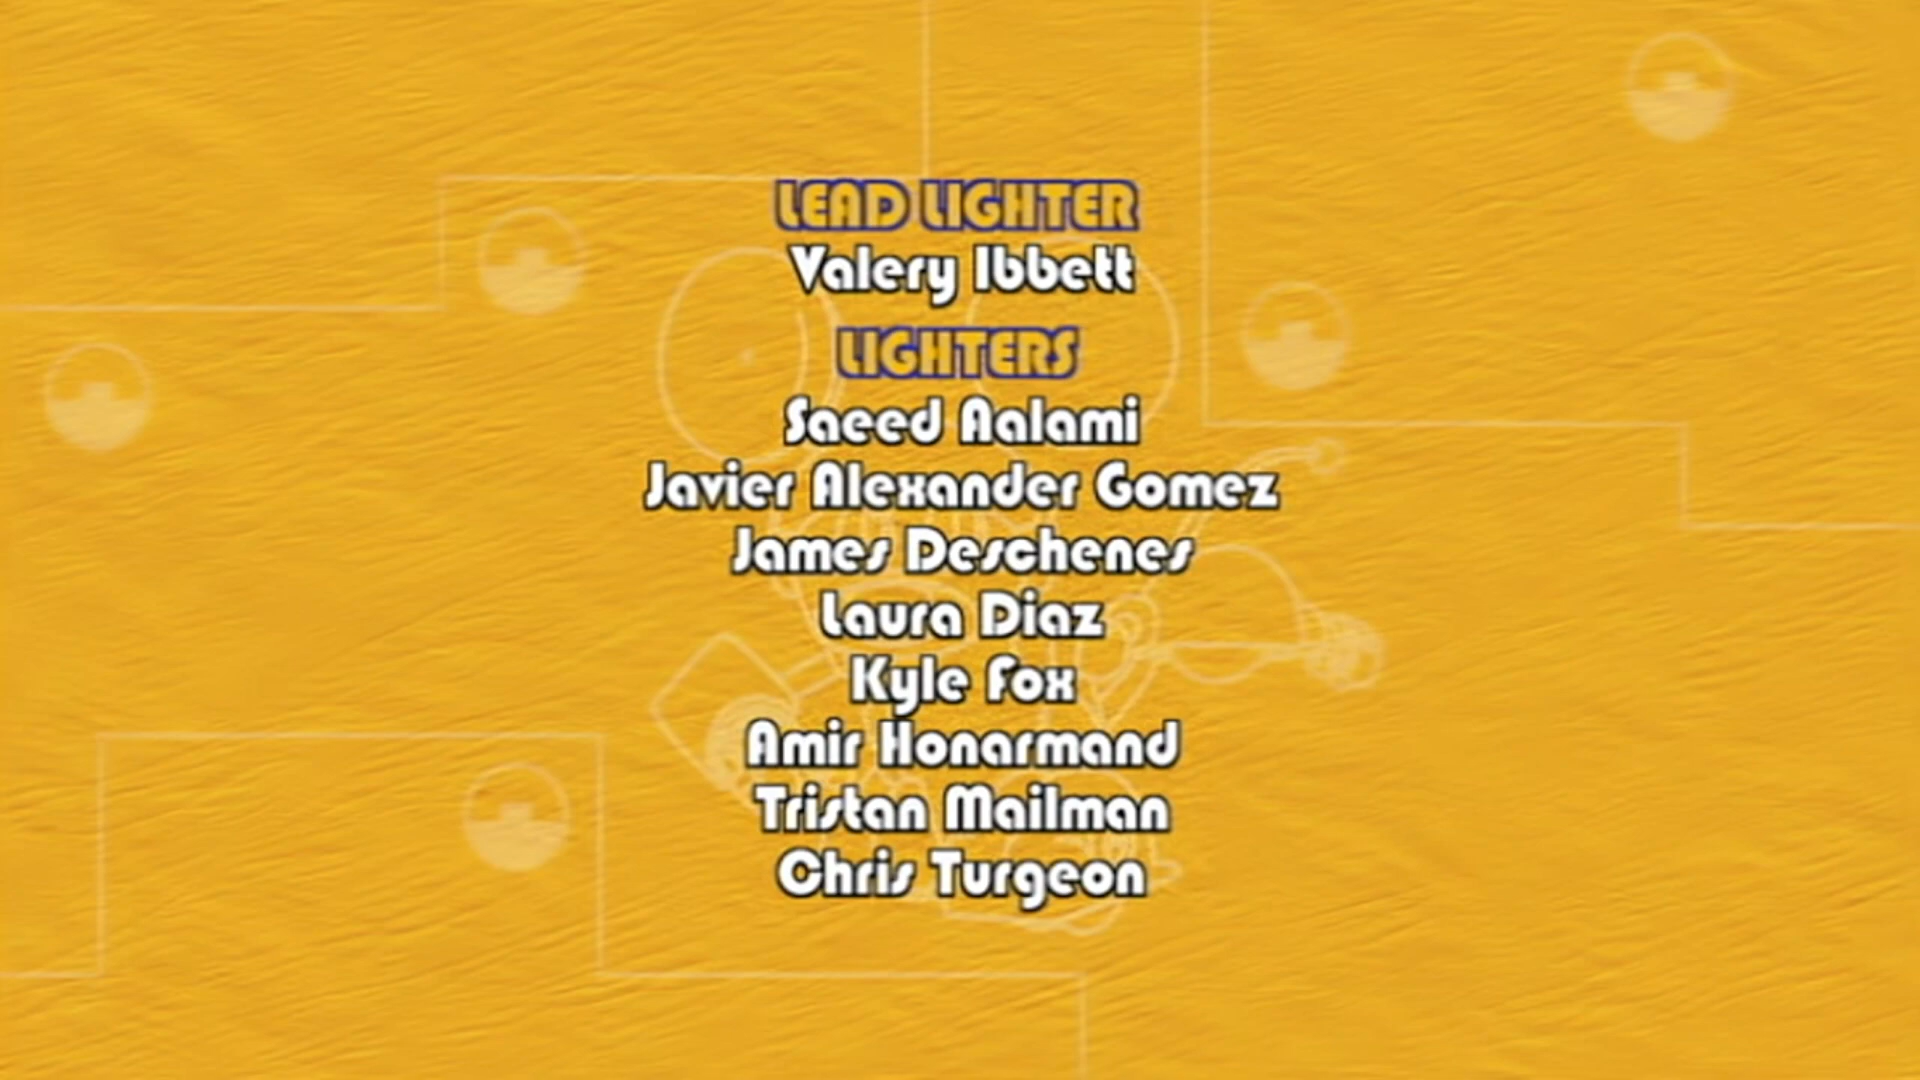 LEAD LIGHTER
Valery Ibbett
LIGHTERS
Saeed Aalami
Javier Alexander Gomez
James Deschenes
Laura Diaz
Kyle Fox
Amir Honarmand
Tristan Mailman
Chris Turgeon